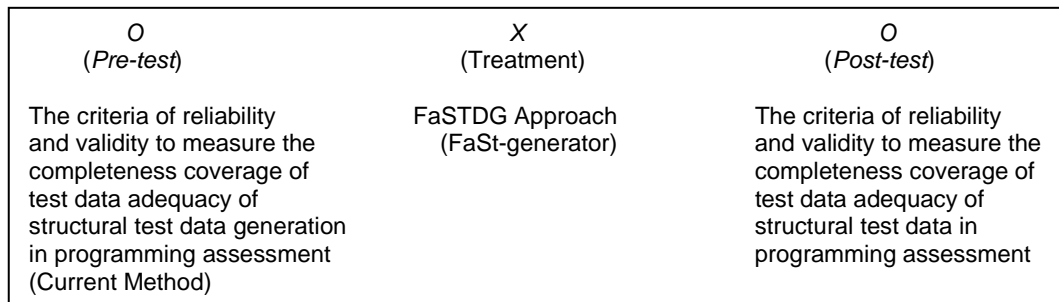 O X O
(Pre-test) (Treatment) (Post-test)
The criteria of reliability
and validity to measure the
completeness coverage of
test data adequacy of
structural test data generation
in programming assessment
(Current Method)
FaSTDG Approach
(FaSt-generator)
The criteria of reliability
and validity to measure the
completeness coverage of
test data adequacy of
structural test data in
programming assessment